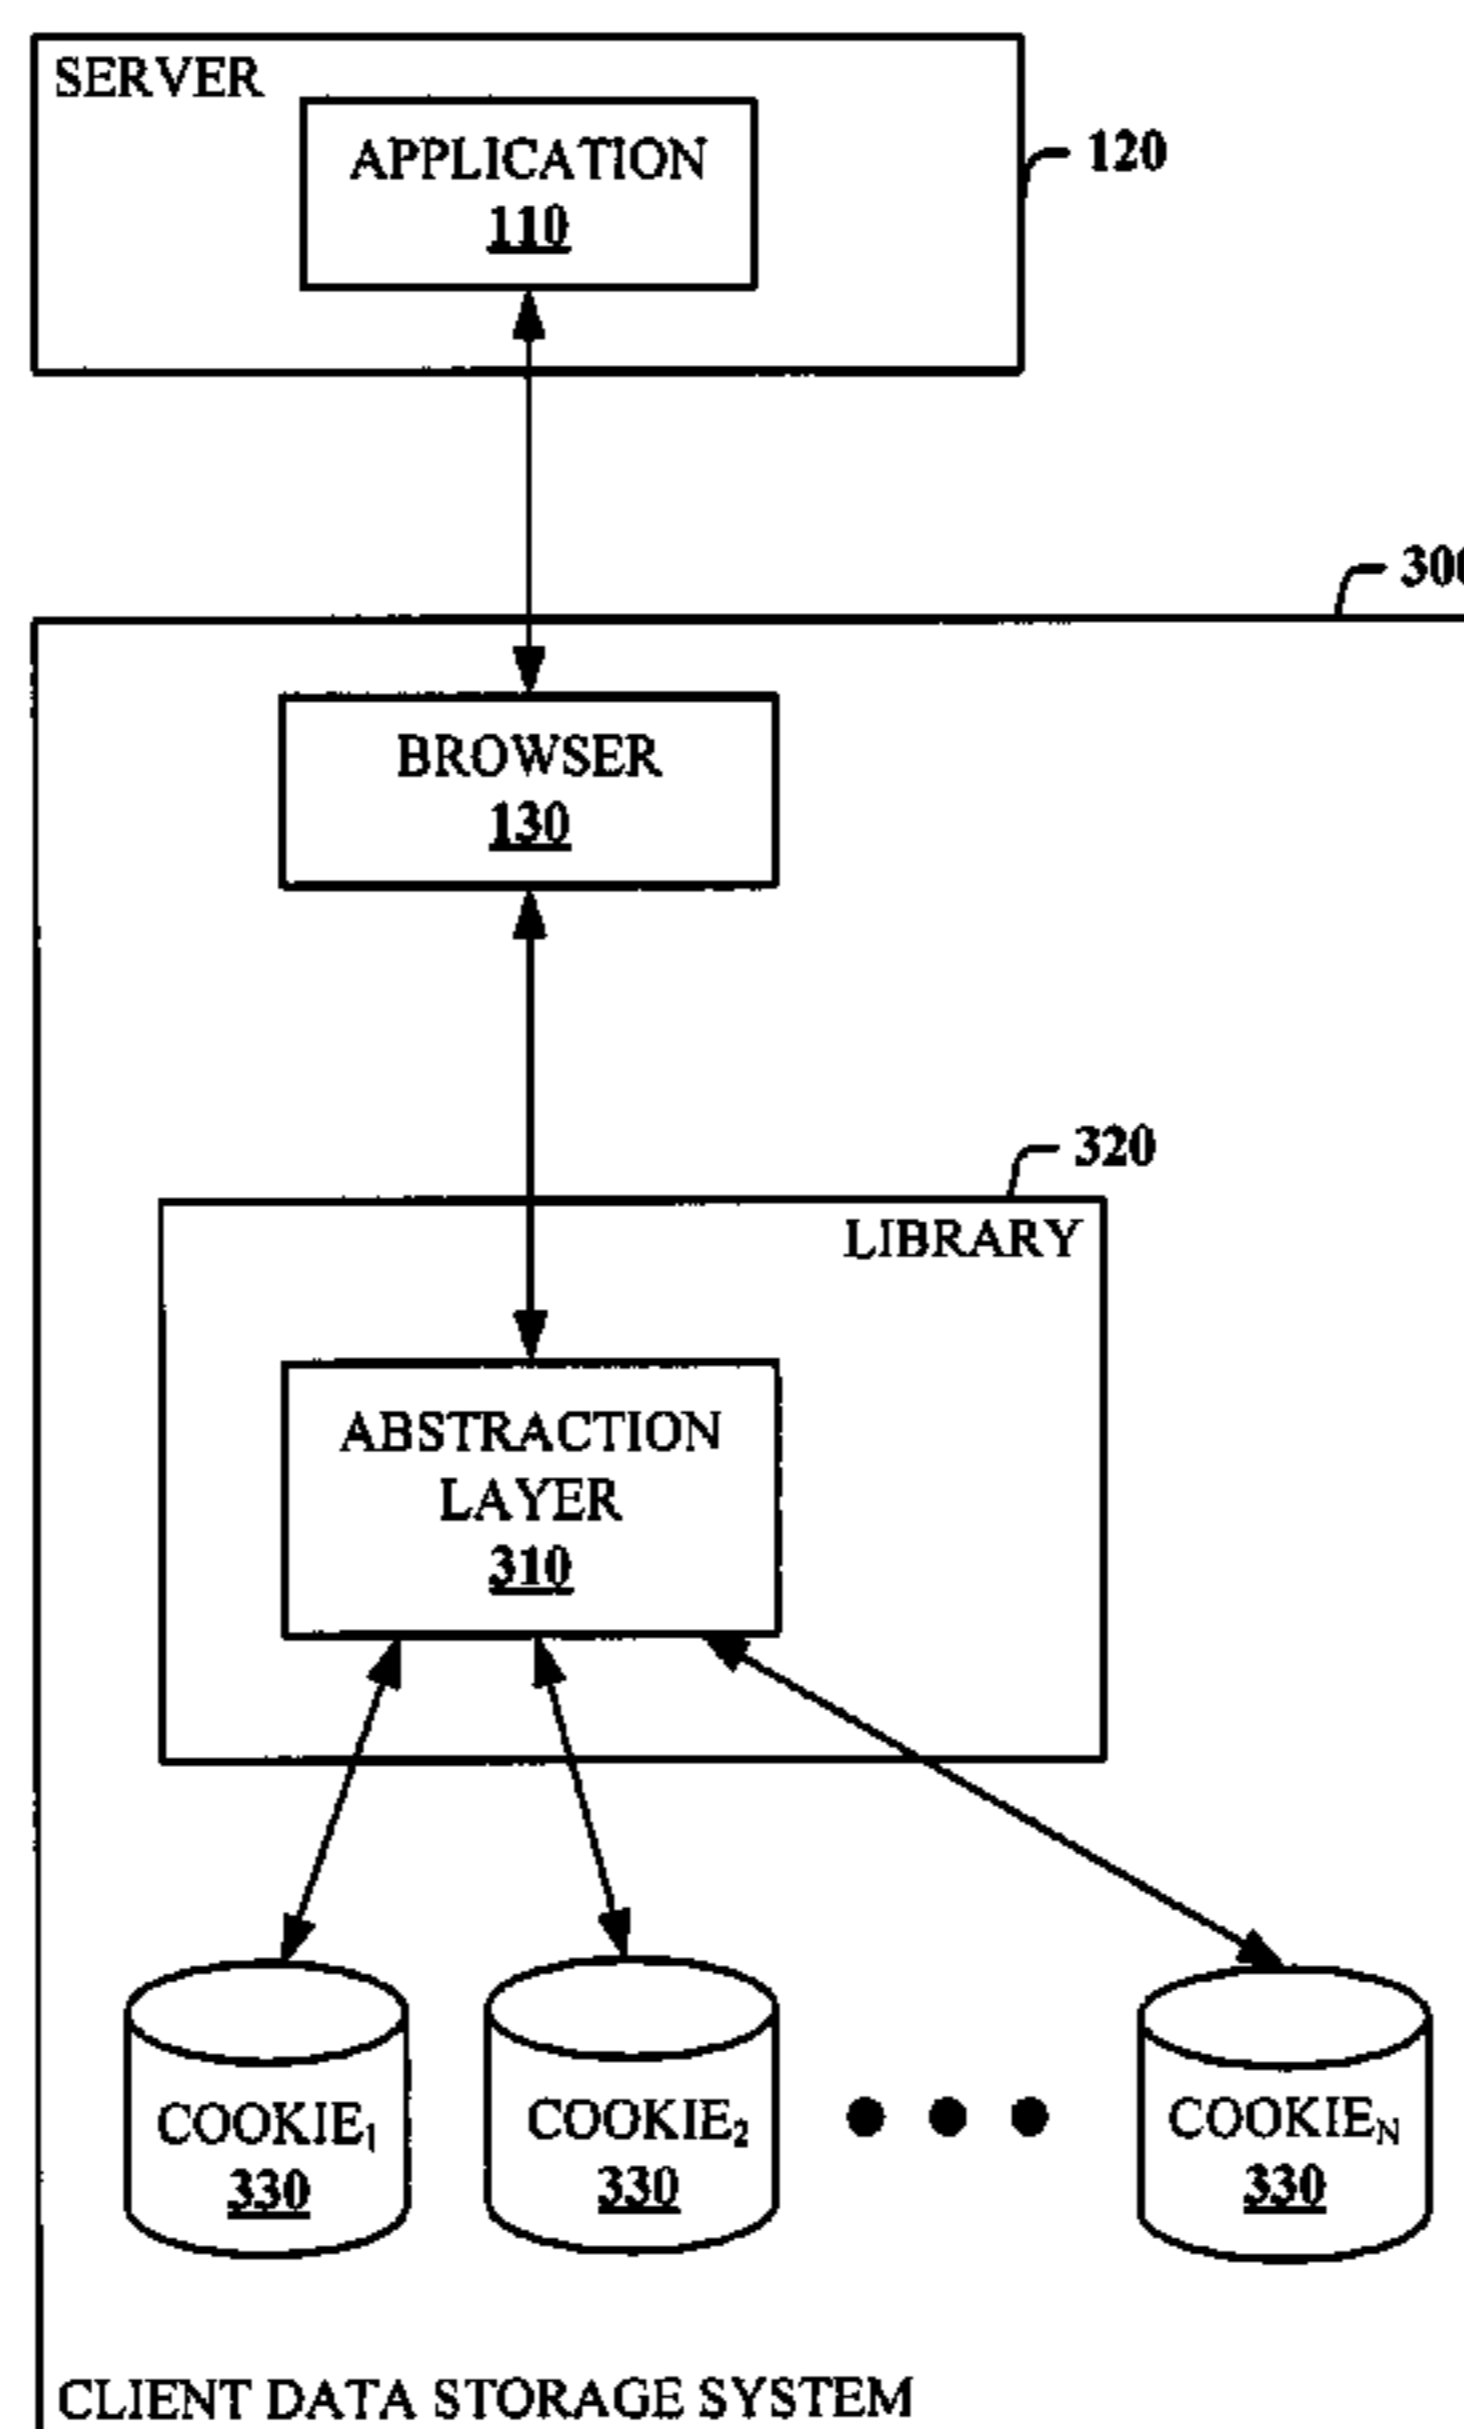 SERVER
APPLICATION
110
120
300
BROWSER
130
320
LIBRARY
ABSTRACTION
LAYER
310
COOKIE₁
330
COOKIE₂
330
COOKIE_N
330
CLIENT DATA STORAGE SYSTEM